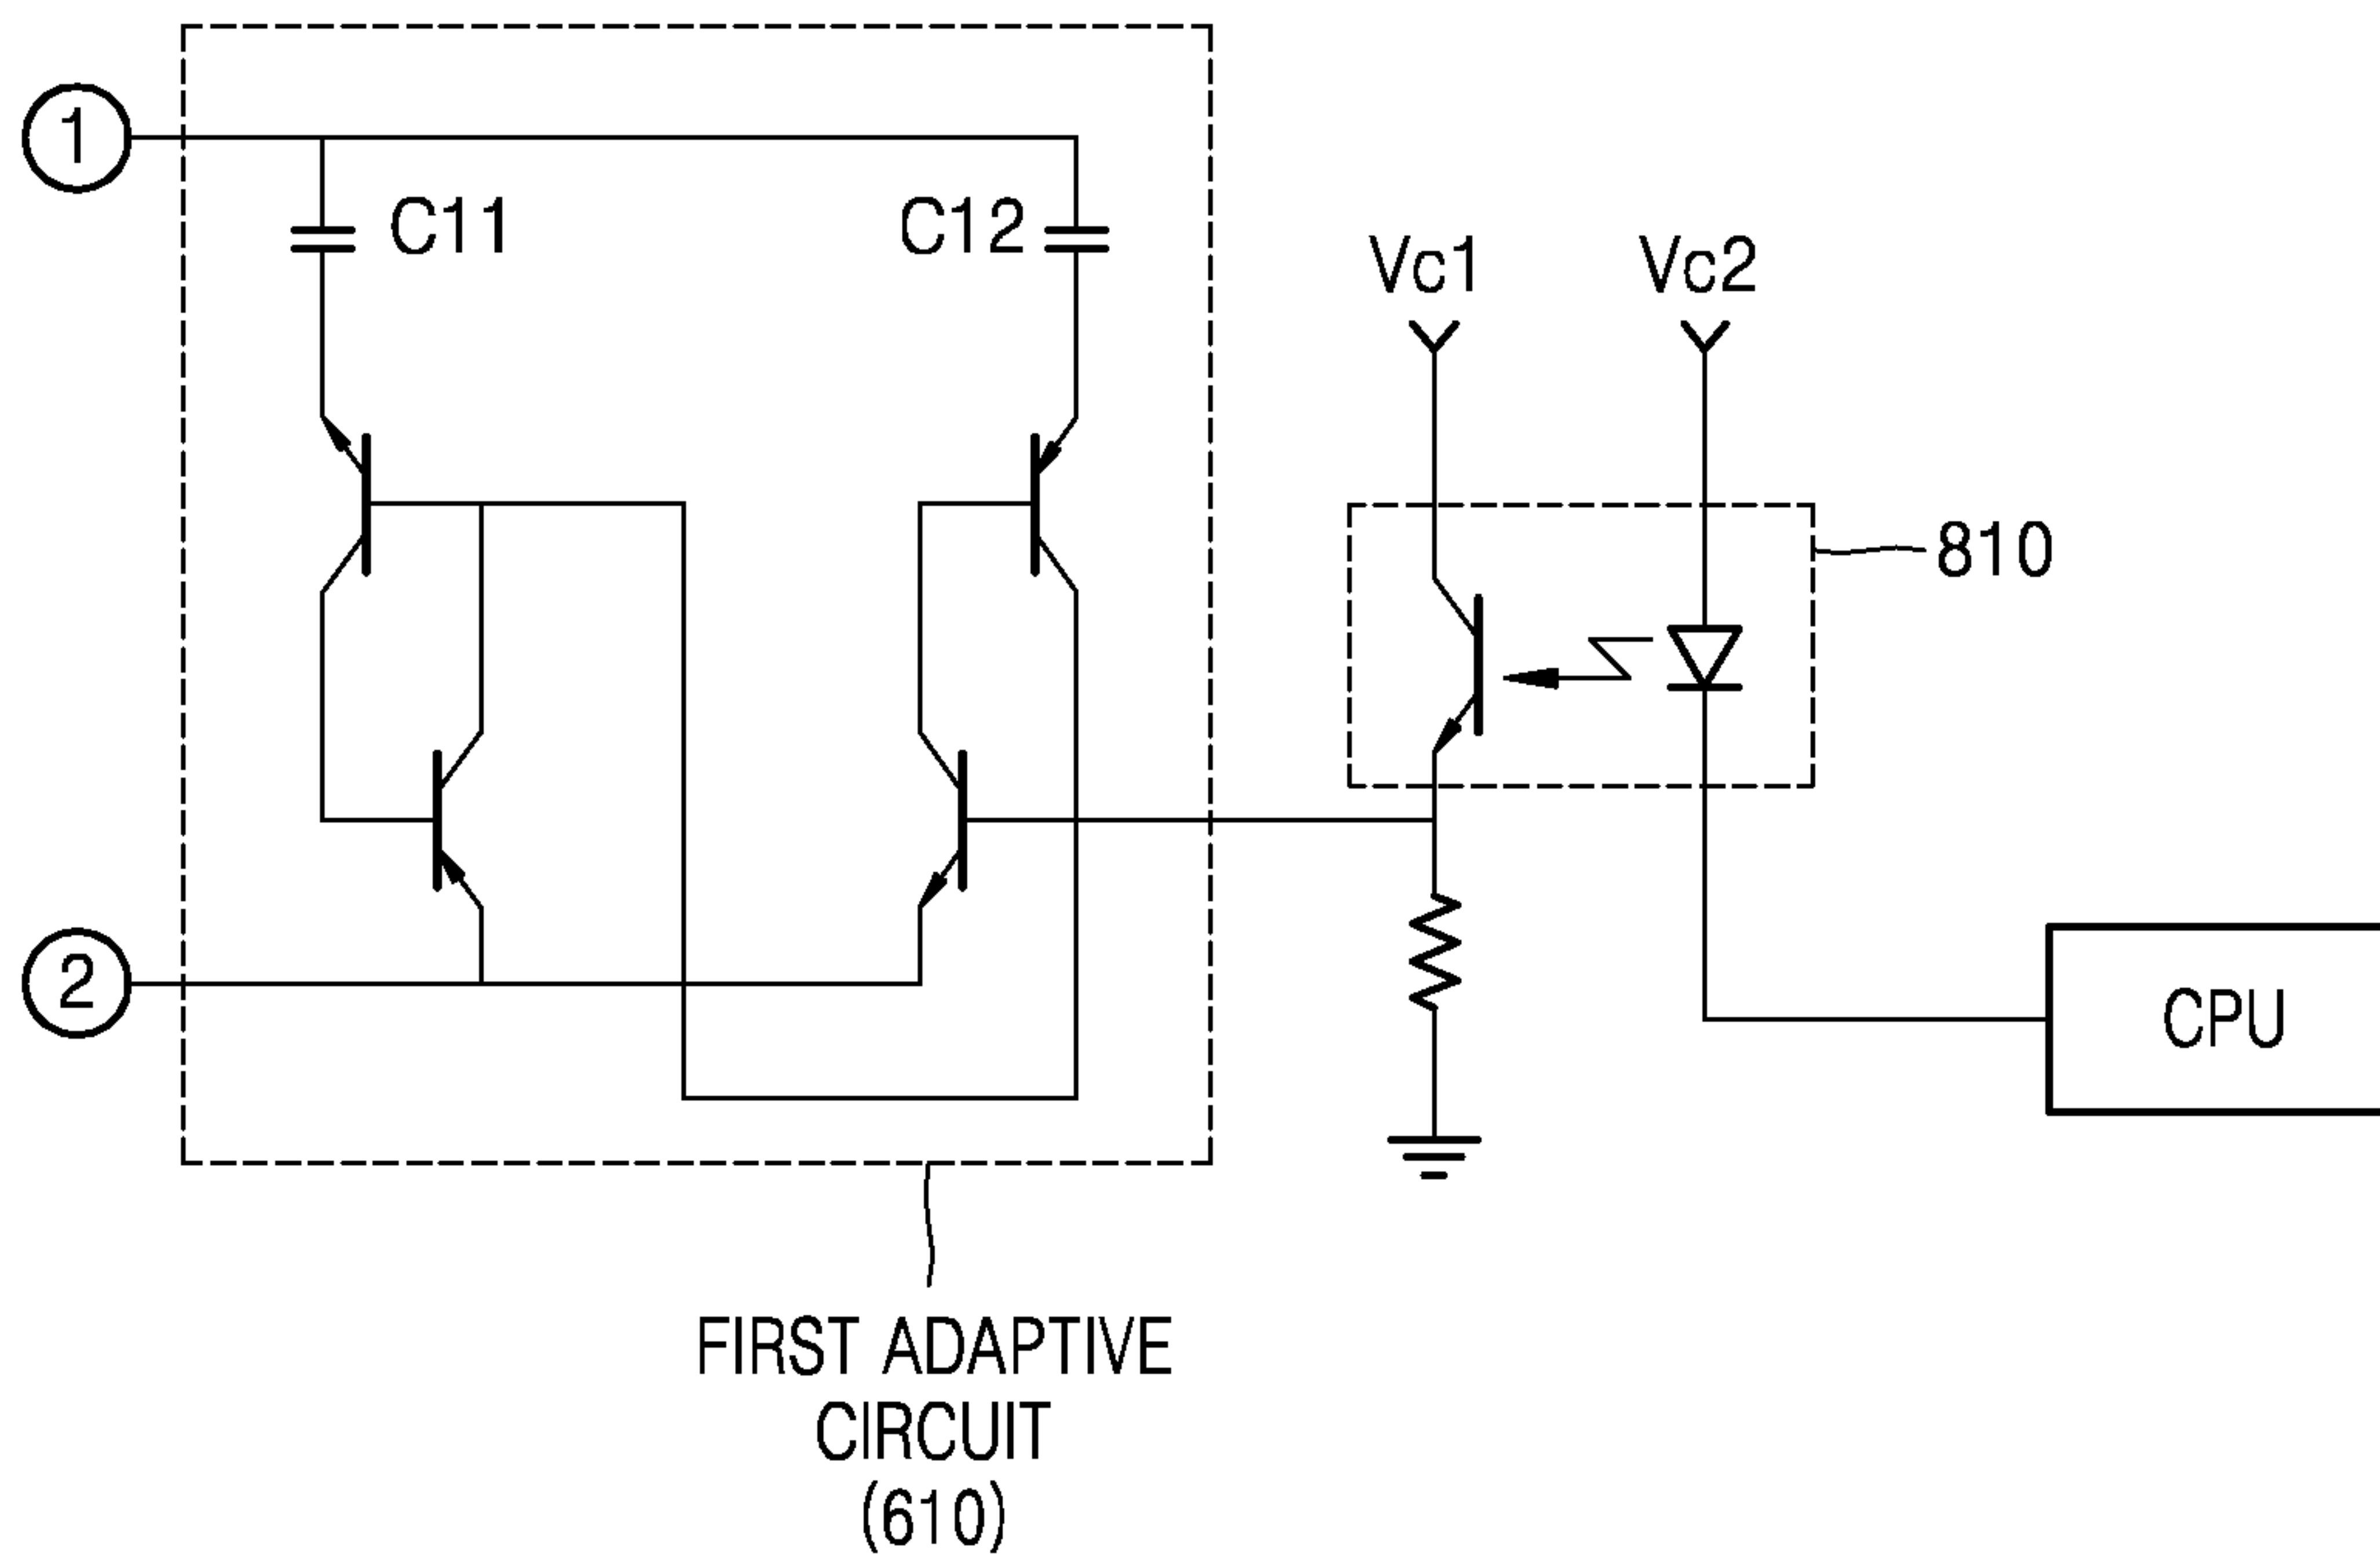 1
C11
C12
Vc1
Vc2
810
2
CPU
FIRST ADAPTIVE
CIRCUIT
(610)